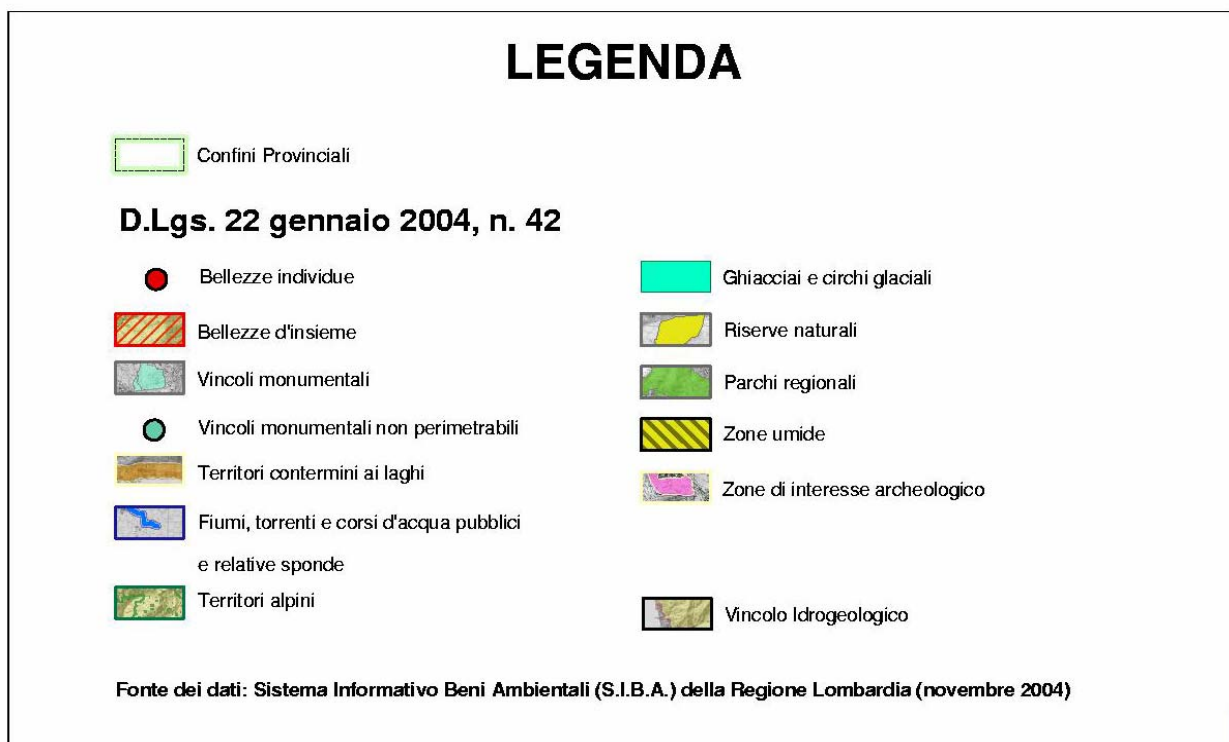 LEGENDA
Confini Provinciali
D.Lgs. 22 gennaio 2004, n. 42
Bellezze individue
Bellezze d'insieme
Vincoli monumentali
Vincoli monumentali non perimetrabili
Territori contermini ai laghi
Fiumi, torrenti e corsi d'acqua pubblici
e relative sponde
Territori alpini
Ghiacciai e circhi glaciali
Riserve naturali
Parchi regionali
Zone umide
Zone di interesse archeologico
Vincolo Idrogeologico
Fonte dei dati: Sistema Informativo Beni Ambientali (S.I.B.A.) della Regione Lombardia (novembre 2004)